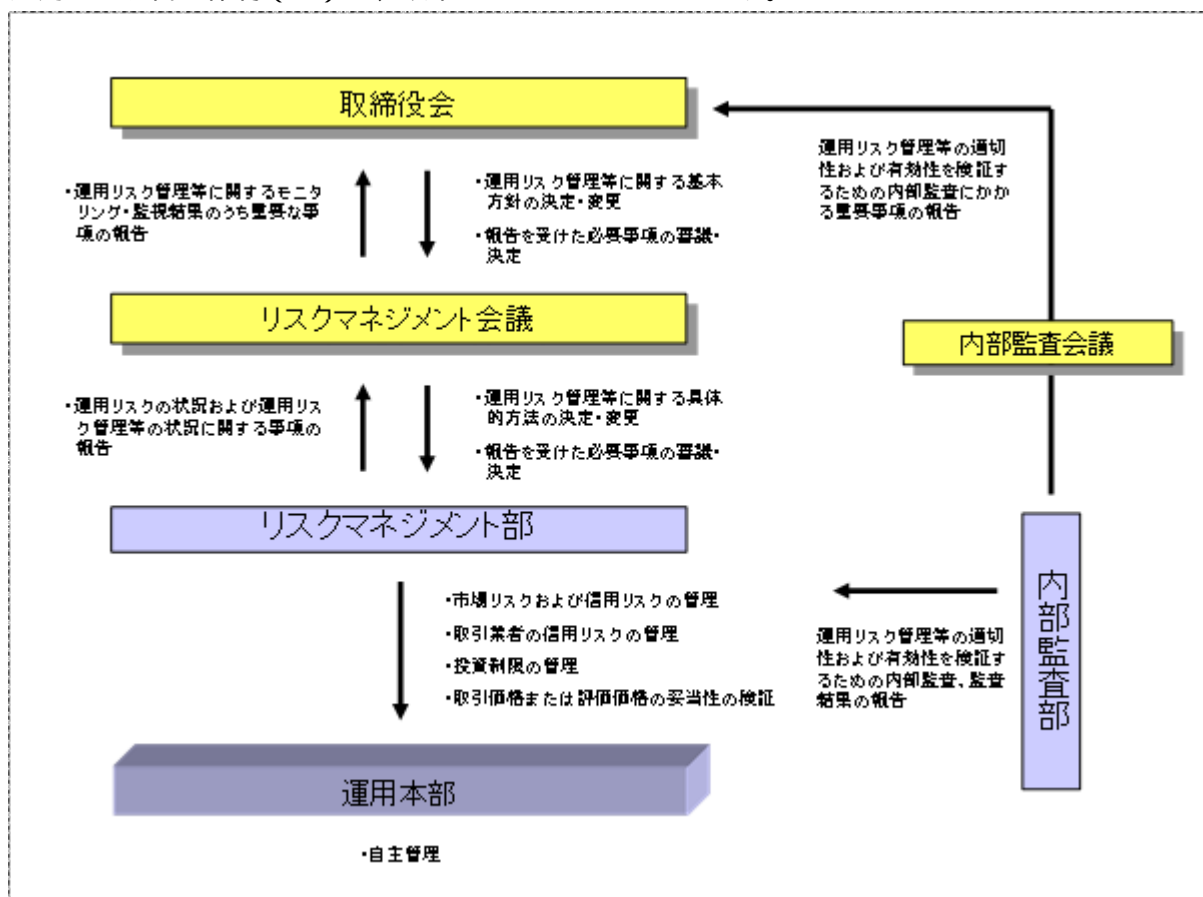 取締役会
・運用リスク管理等に関するモニタ
リング・監視結果のうち重要な事
項の報告
・運用リスク管理等に関する基本
方針の決定・変更
・報告を受けた必要事項の審議・
決定
運用リスク管理等の適切
性および有効性を検証す
るための内部監査にかか
る重要事項の報告
リスクマネジメント会議
内部監査会議
・運用リスクの状況および運用リス
ク管理等の状況に関する事項の
報告
・運用リスク管理等に関する具体
的方法の決定・変更
・報告を受けた必要事項の審議・
決定
リスクマネジメント部
内部監査部
・市場リスクおよび信用リスクの管理
・取引業者の信用リスクの管理
・投資制限の管理
・取引価格または評価価格の妥当性の検証
運用リスク管理等の適切
性および有効性を検証す
るための内部監査、監査
結果の報告
運用本部
・自主管理